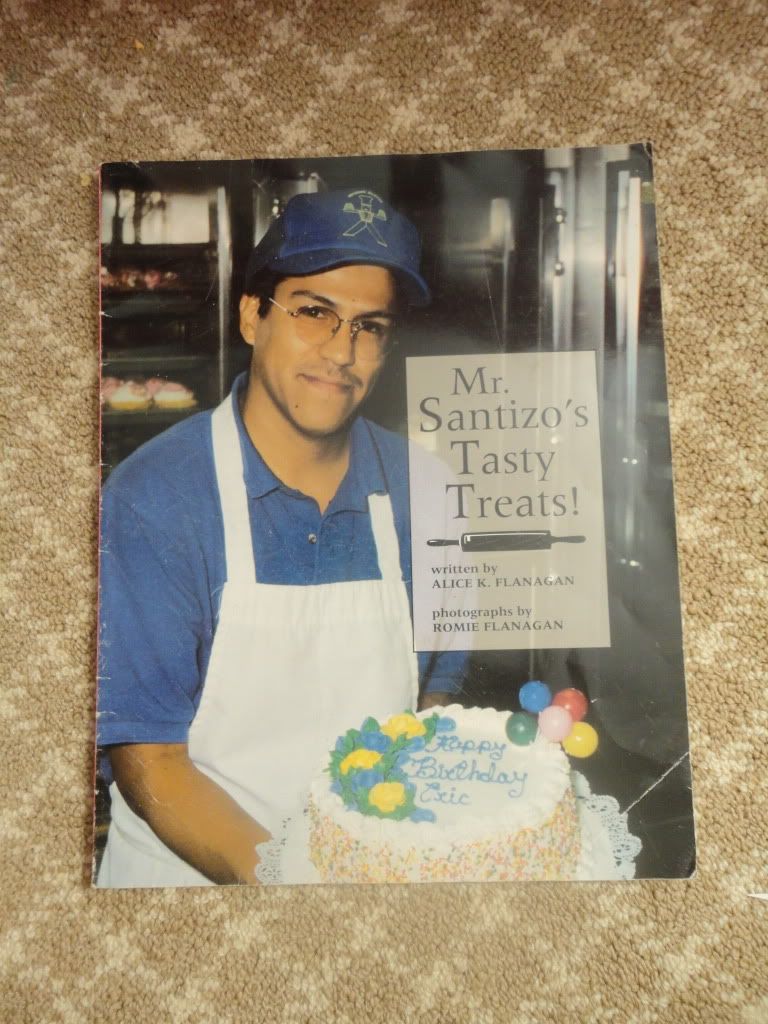 Mr.
Santizo's
Tasty
Treats!
written by
ALICE K. FLANAGAN
photographs by
ROMIE FLANAGAN
Happy
Birthday
Eric